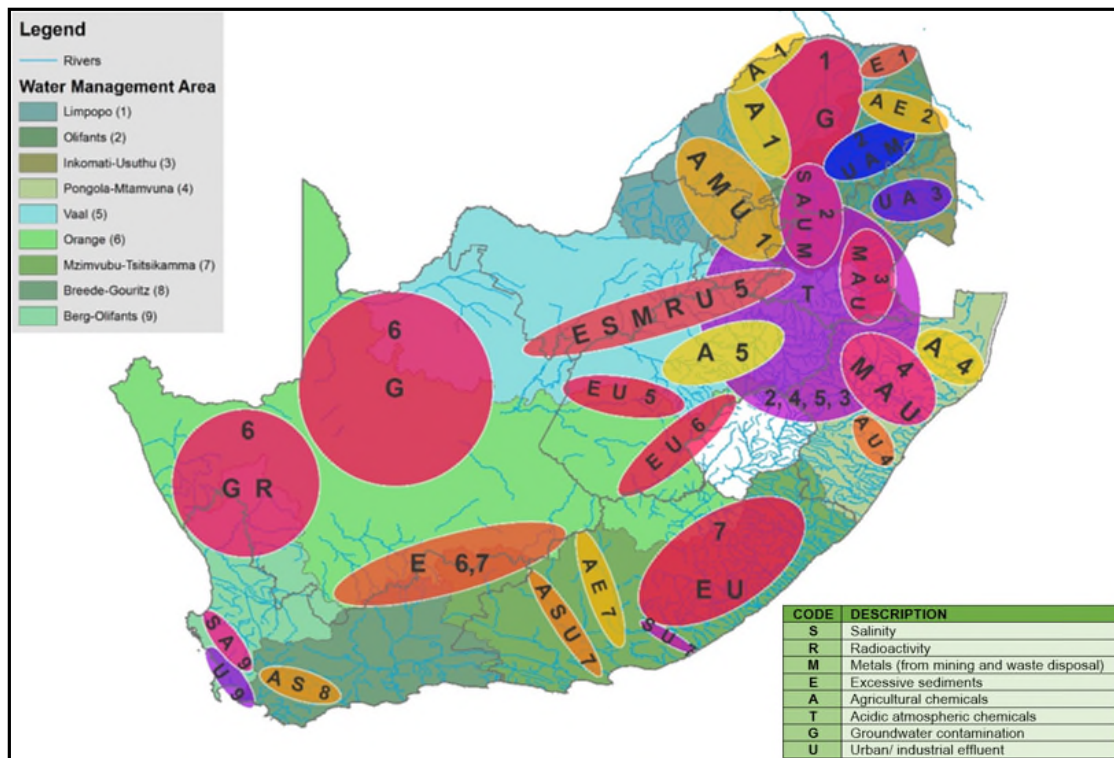 Legend
Rivers
Water Management Area
Limpopo (1)
Olifants (2)
Inkomati-Usuthu (3)
Pongola-Mtamvuna (4)
Vaal (5)
Orange (6)
Mzimvubu-Tsitsikamma (7)
Breede-Gouritz (8)
Berg-Olifants (9)
A 1
1
G
E 1
A 1
A E 2
2
U A M
A M U 1
S A U M 2
U A 3
M A U 3
T
E S M R U 5
A 5
2, 4, 5, 3
A 4
4
M A U
A U 4
6
G
E U 5
E U 6
6
G R
E 6,7
7
E U
A E 7
A S U 7
S U
S A 9
U 9
A S 8
CODE DESCRIPTION
S Salinity
R Radioactivity
M Metals (from mining and waste disposal)
E Excessive sediments
A Agricultural chemicals
T Acidic atmospheric chemicals
G Groundwater contamination
U Urban/ industrial effluent